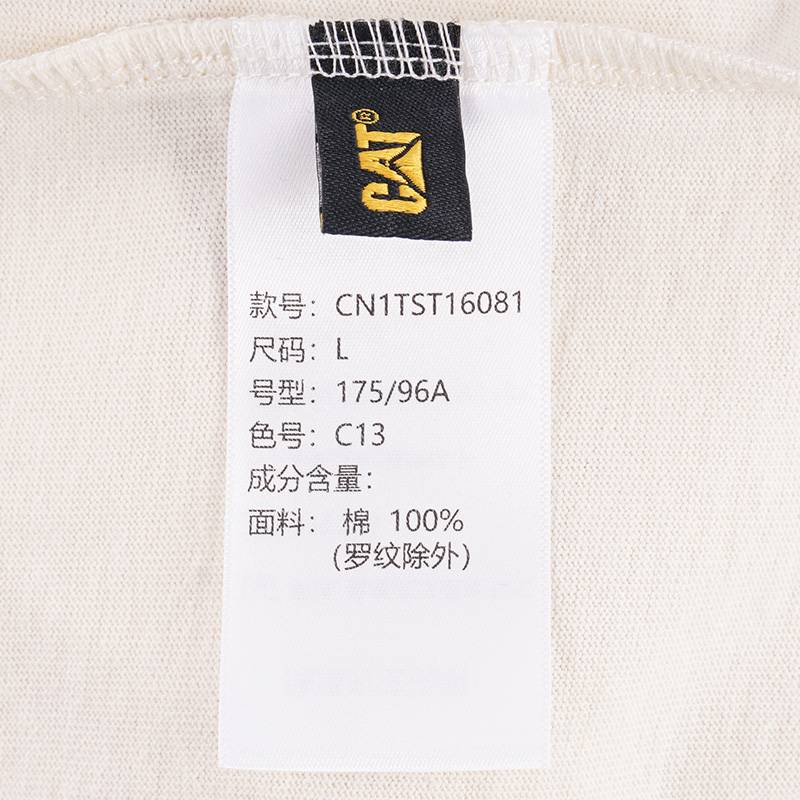 CAT®
款号：CN1TST16081
尺码：L
号型：175/96A
色号：C13
成分含量：
面料： 棉 100%
(罗纹除外)